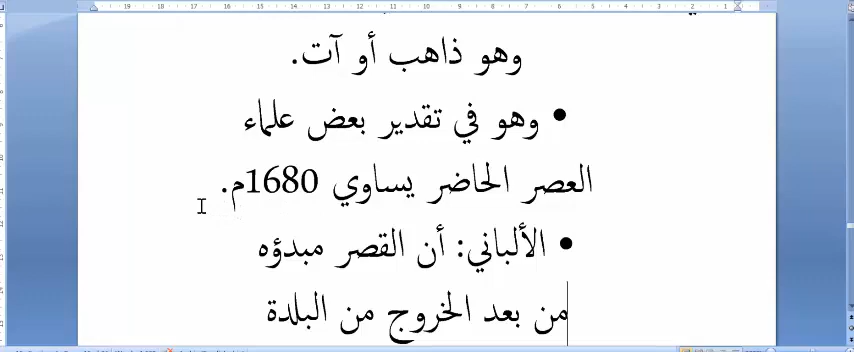 وهو ذاهب أو آت.
• وهو في تقدير بعض علماء
العصر الحاضر يساوي 1680م.
• الألباني: أن القصر مبدؤه
من بعد الخروج من البلدة